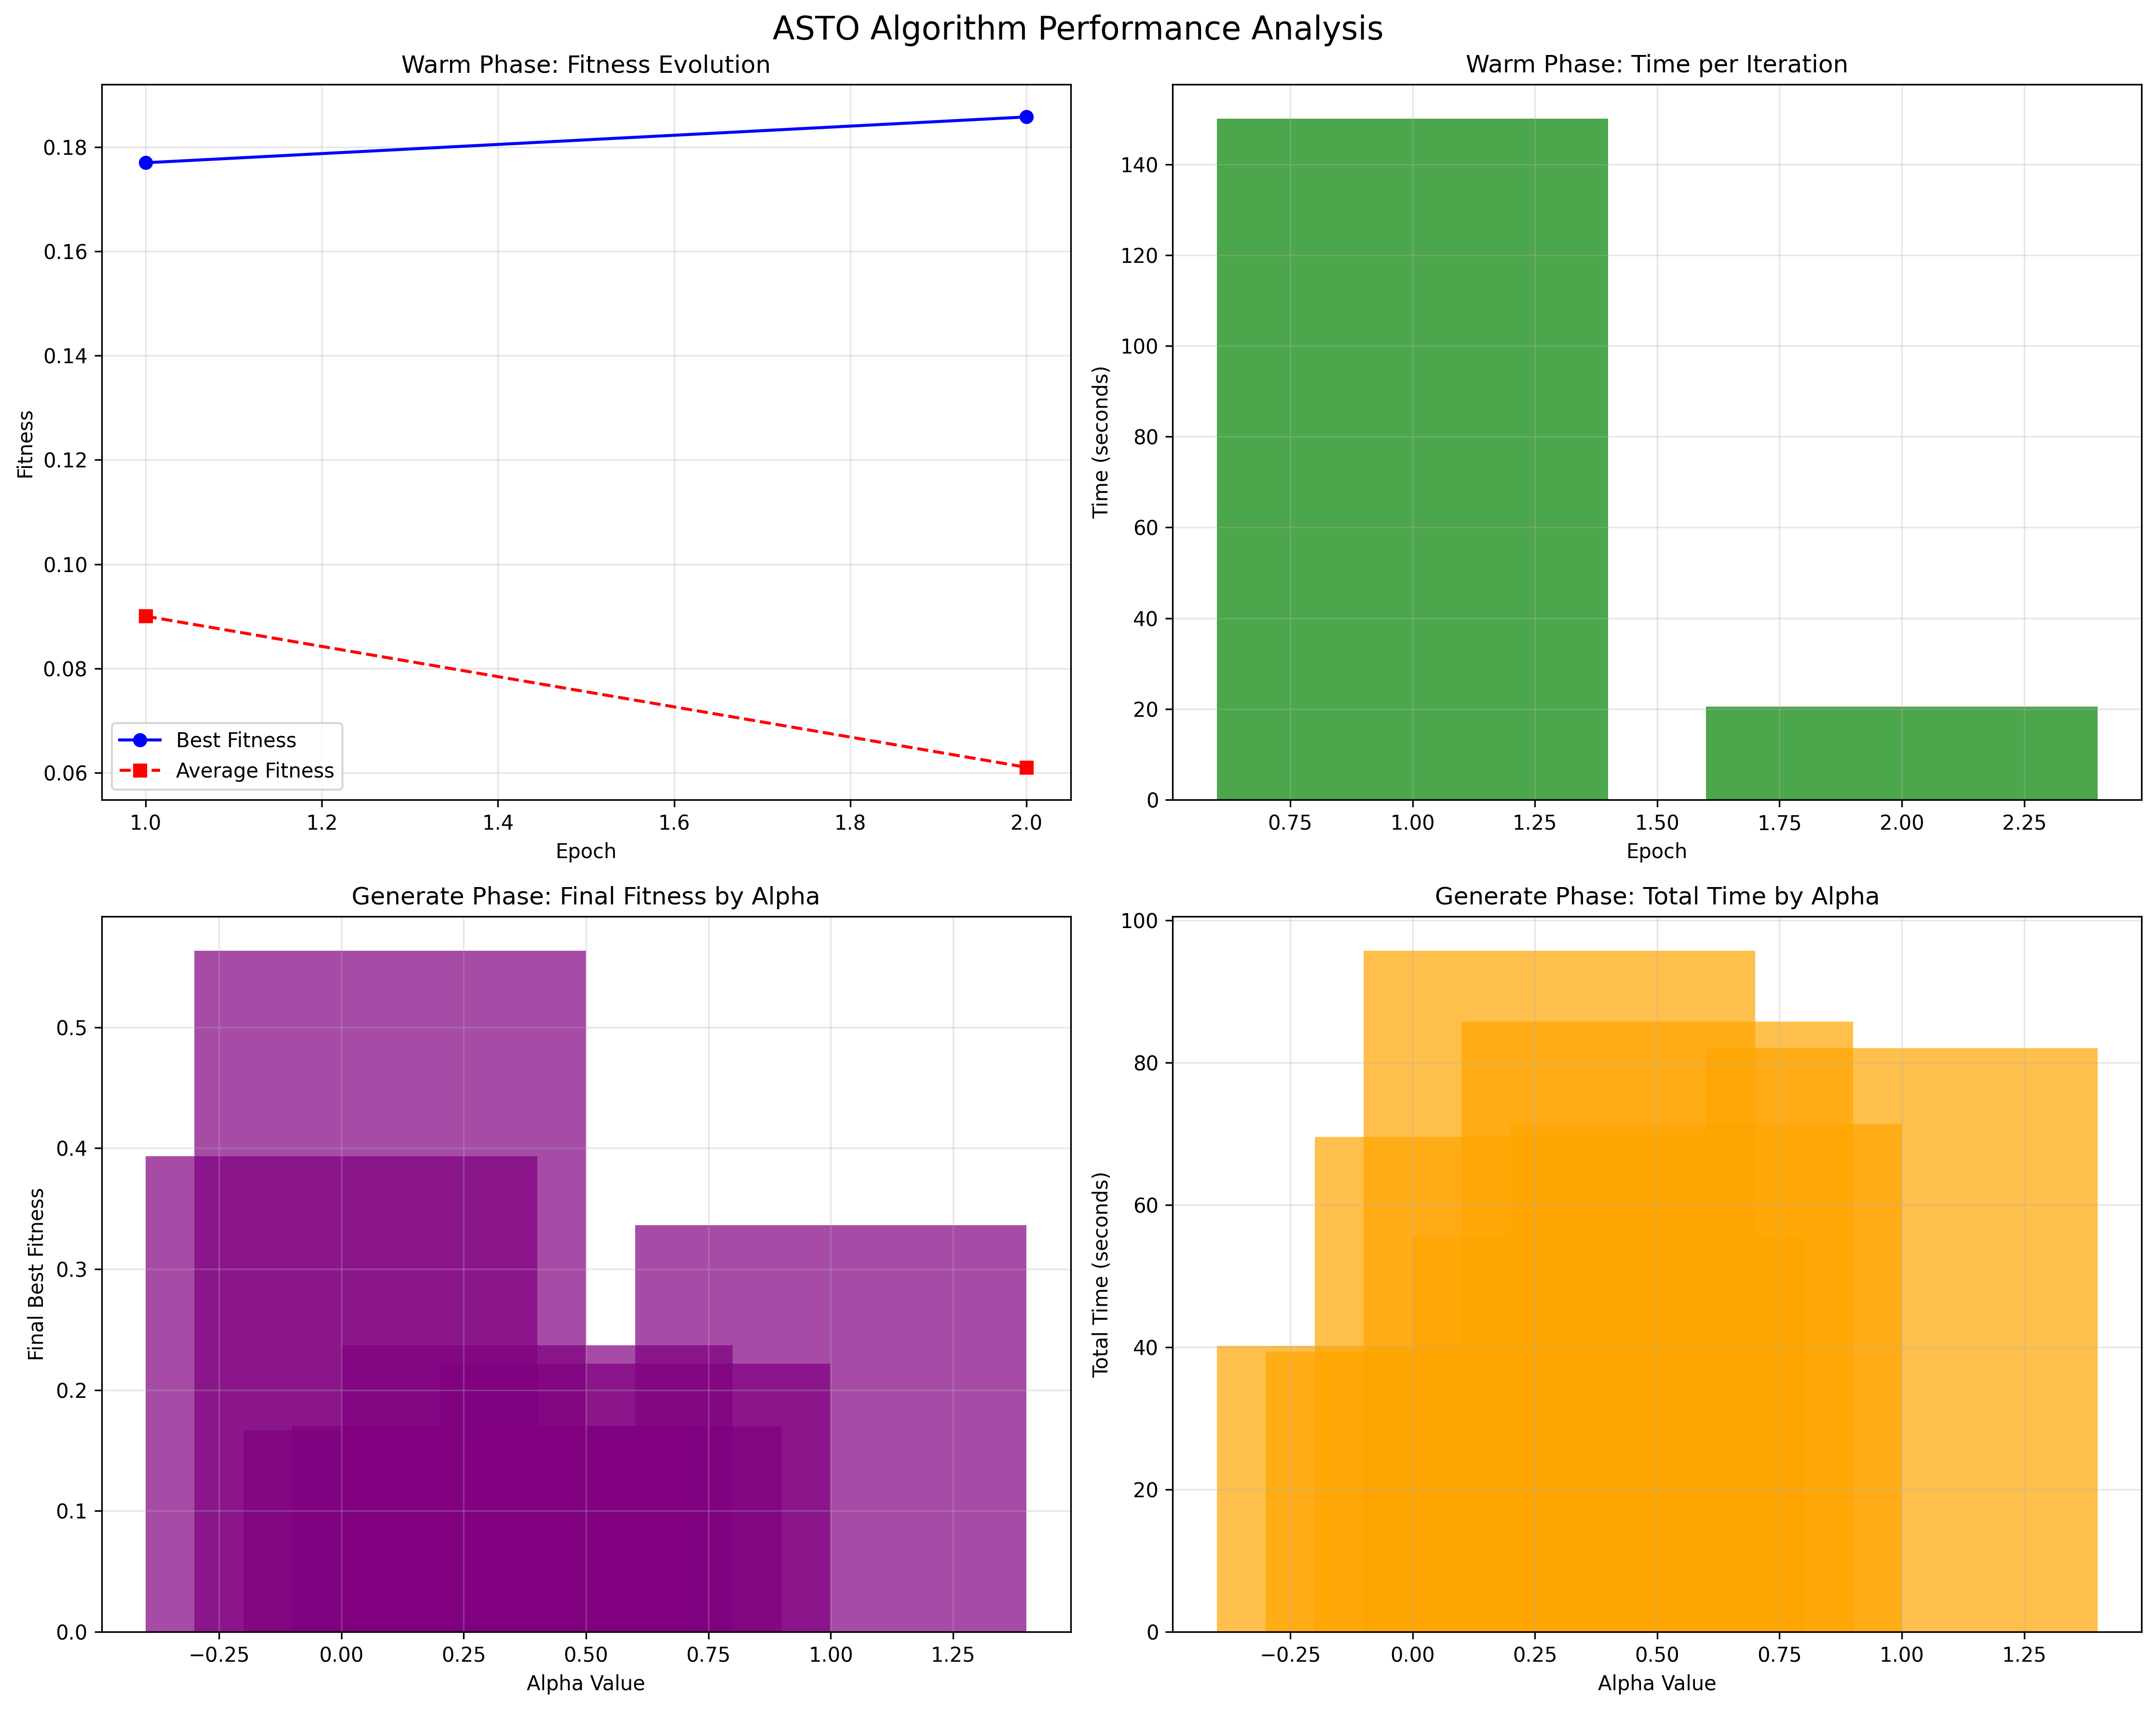 ASTO Algorithm Performance Analysis
Warm Phase: Fitness Evolution
Fitness
0.18
0.16
0.14
0.12
0.10
0.08
0.06
Best Fitness
Average Fitness
1.0 1.2 1.4 1.6 1.8 2.0
Epoch
Warm Phase: Time per Iteration
Time (seconds)
140
120
100
80
60
40
20
0
0.75 1.00 1.25 1.50 1.75 2.00 2.25
Epoch
Generate Phase: Final Fitness by Alpha
Final Best Fitness
0.5
0.4
0.3
0.2
0.1
0.0
−0.25 0.00 0.25 0.50 0.75 1.00 1.25
Alpha Value
Generate Phase: Total Time by Alpha
Total Time (seconds)
100
80
60
40
20
0
−0.25 0.00 0.25 0.50 0.75 1.00 1.25
Alpha Value